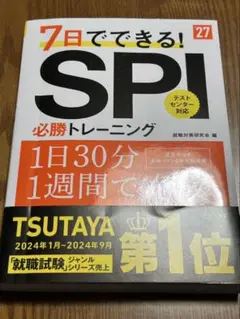 7日でできる!
'27
SPI
テスト
センター
対応
必勝トレーニング
就職対策研究会 編
1日30分
1週間で
TSUTAYA
2024年1月~2024年9月
「就職試験」ジャンル
シリーズ売上
第1位